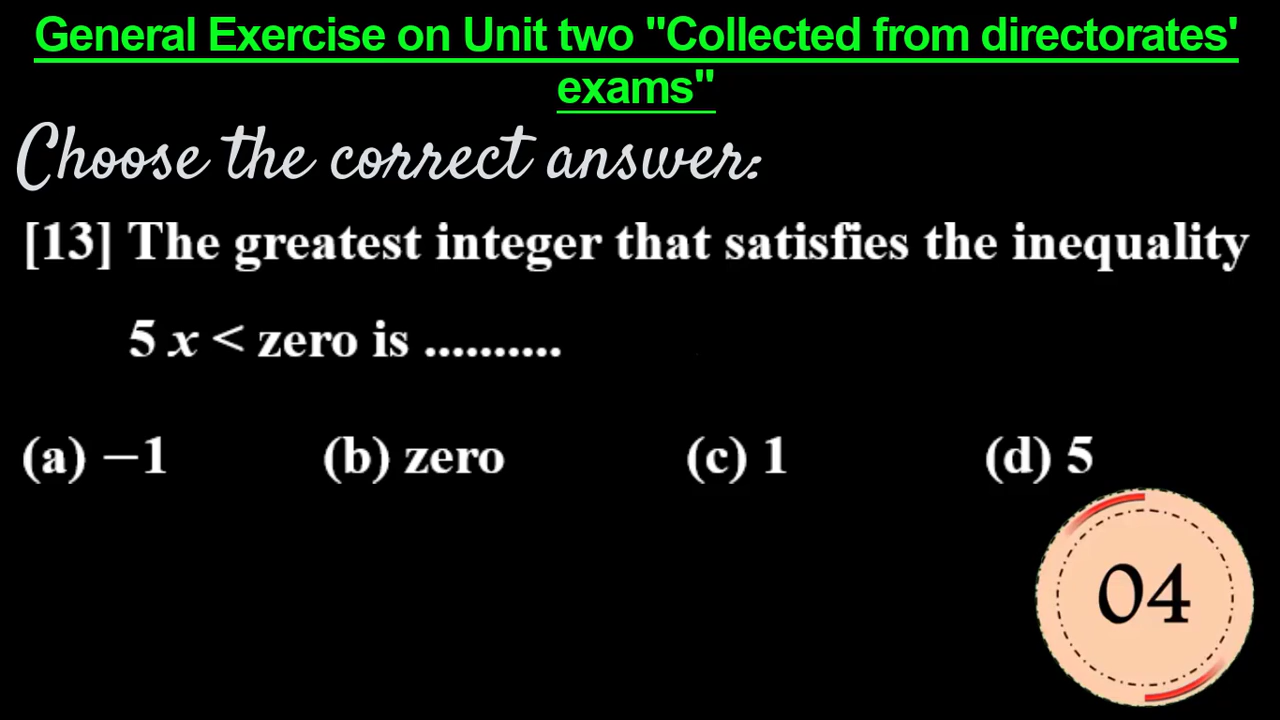 General Exercise on Unit two "Collected from directorates'
exams"
Choose the correct answer:
[13] The greatest integer that satisfies the inequality
5 x < zero is ..........
(a) −1 (b) zero (c) 1 (d) 5
04